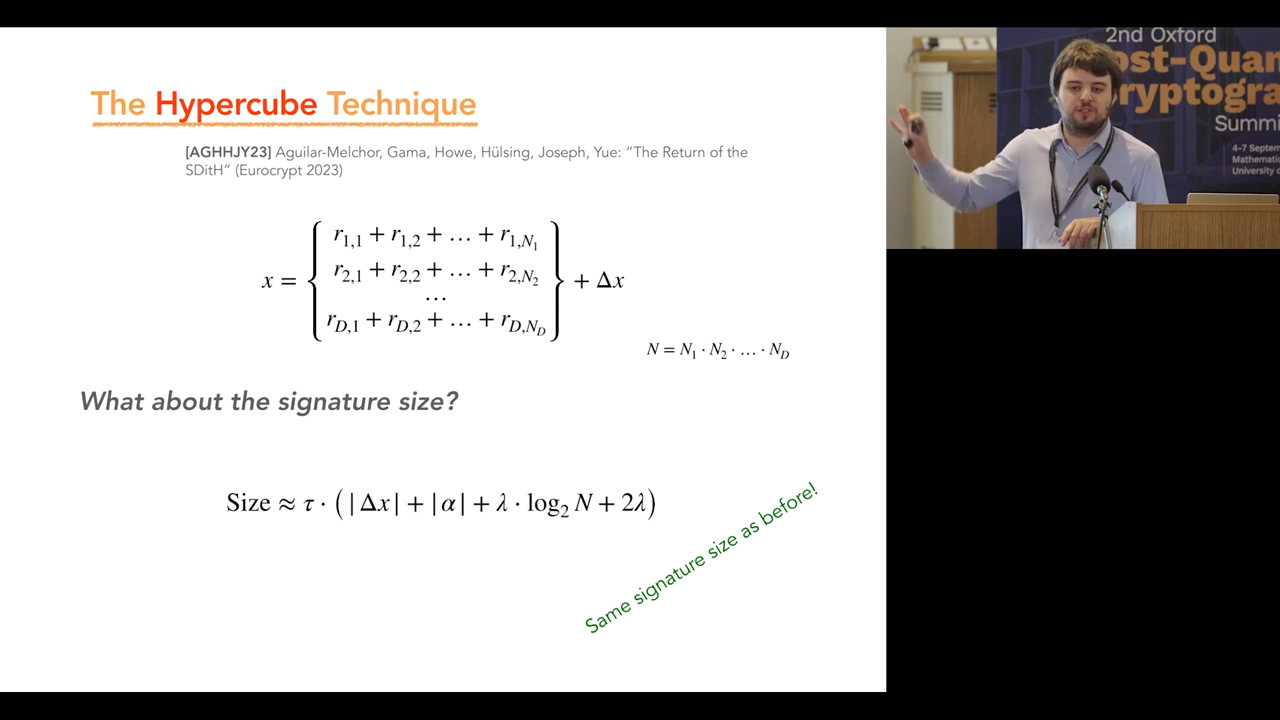 The Hypercube Technique
[AGHHJY23] Aguilar-Melchor, Gama, Howe, Hülsing, Joseph, Yue: “The Return of the
SDitH” (Eurocrypt 2023)
x = { r_{1,1} + r_{1,2} + … + r_{1,N_1}
r_{2,1} + r_{2,2} + … + r_{2,N_2}
…
r_{D,1} + r_{D,2} + … + r_{D,N_D} } + Δx
N = N_1 · N_2 · … · N_D
What about the signature size?
Size ≈ τ · (|Δx| + |α| + λ · log_2 N + 2λ)
Same signature size as before!
2nd Oxford
ost-Quan
ryptogra
Summi
4-7 Septem
Mathematic
University o